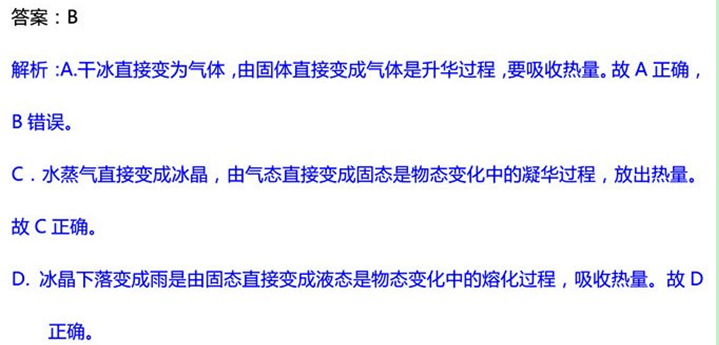 答案：B
解析：A.干冰直接变为气体，由固体直接变成气体是升华过程，要吸收热量。故 A 正确，
B 错误。
C．水蒸气直接变成冰晶，由气态直接变成固态是物态变化中的凝华过程，放出热量。
故 C 正确。
D. 冰晶下落变成雨是由固态直接变成液态是物态变化中的熔化过程，吸收热量。故 D
正确。